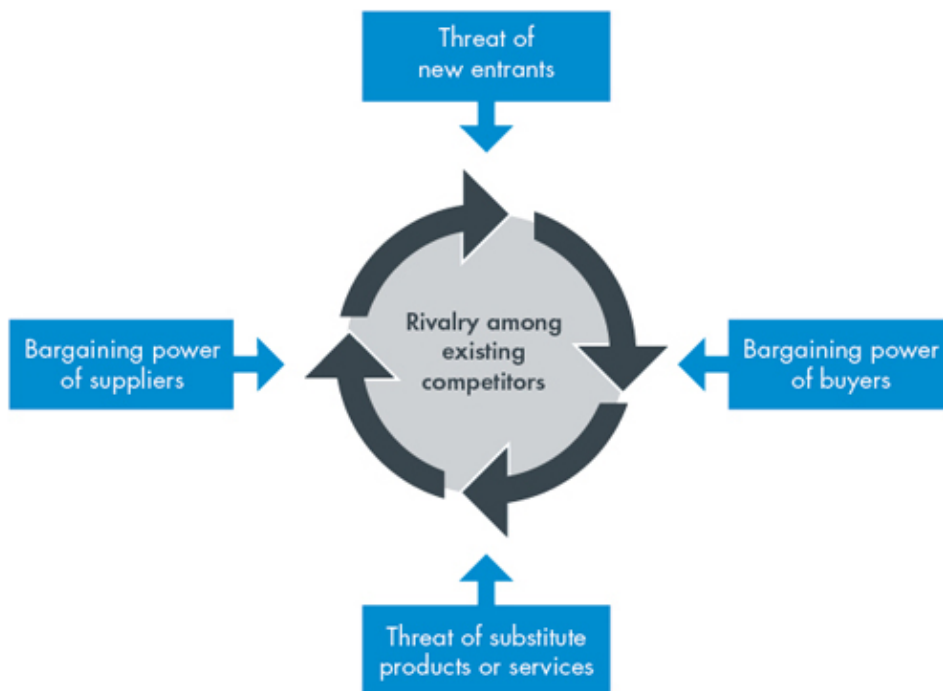 Threat of
new entrants
Rivalry among
existing
competitors
Bargaining power
of suppliers
Bargaining power
of buyers
Threat of substitute
products or services